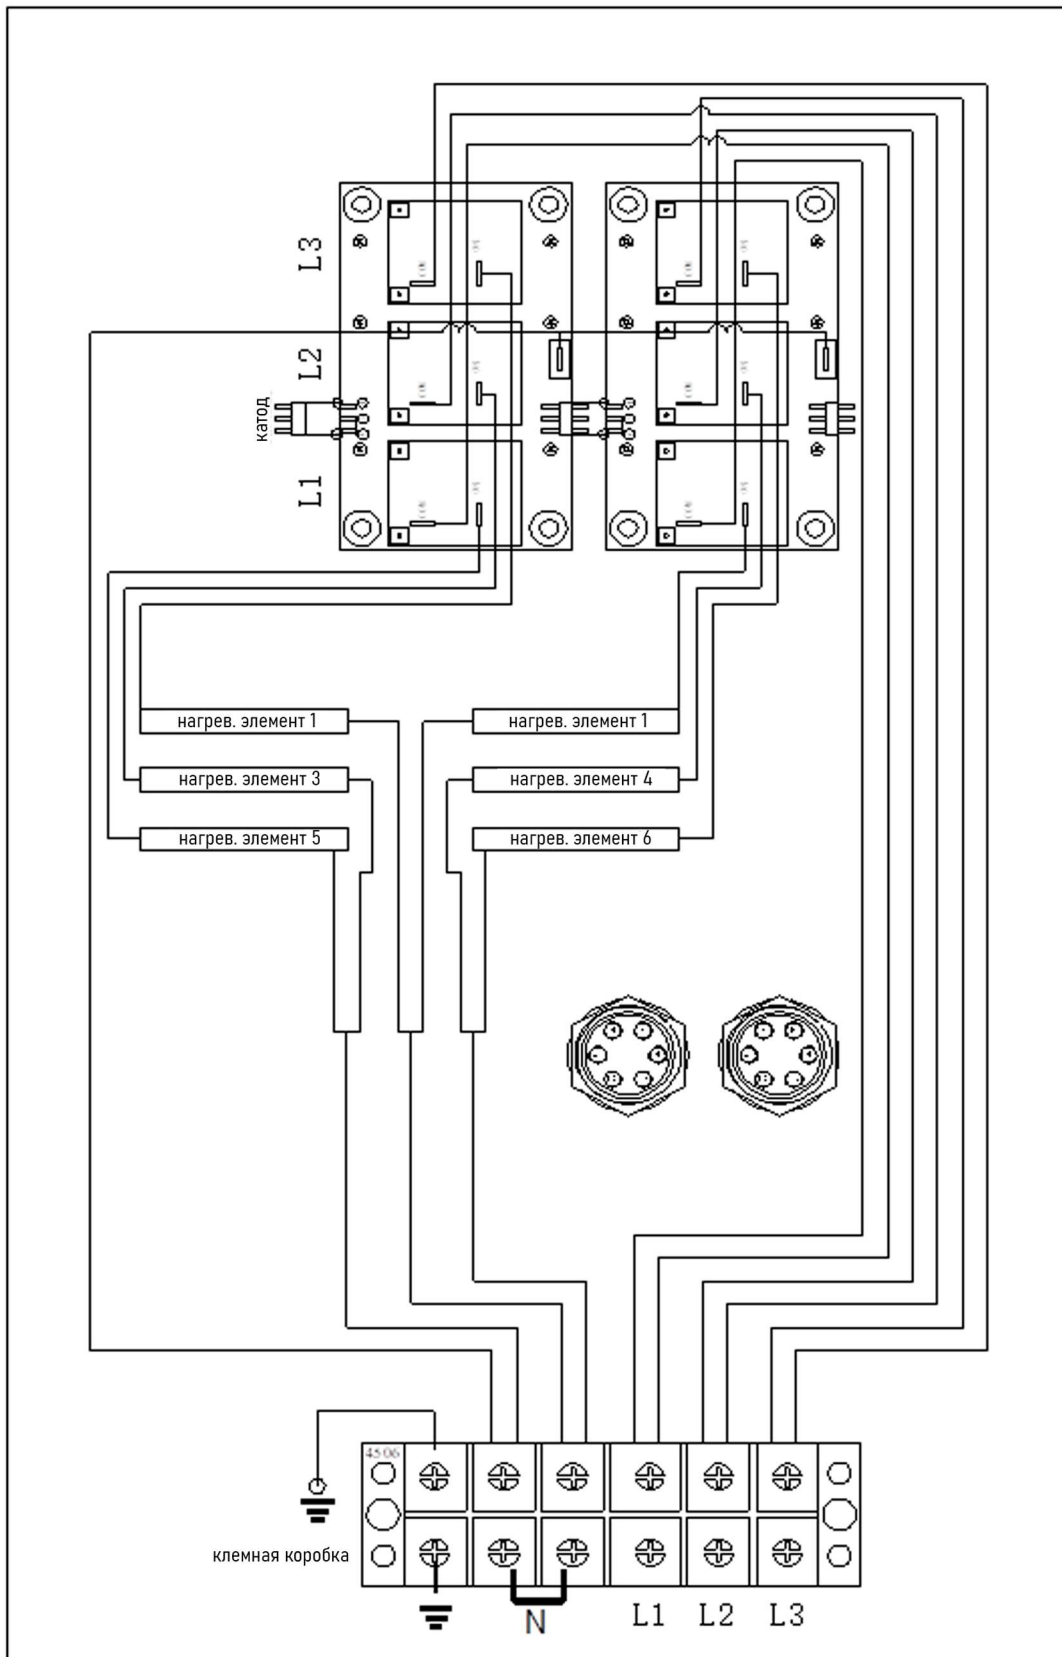 L3
L2
катод
L1
нагрев. элемент 1
нагрев. элемент 1
нагрев. элемент 3
нагрев. элемент 4
нагрев. элемент 5
нагрев. элемент 6
4506
клемная коробка
N
L1
L2
L3